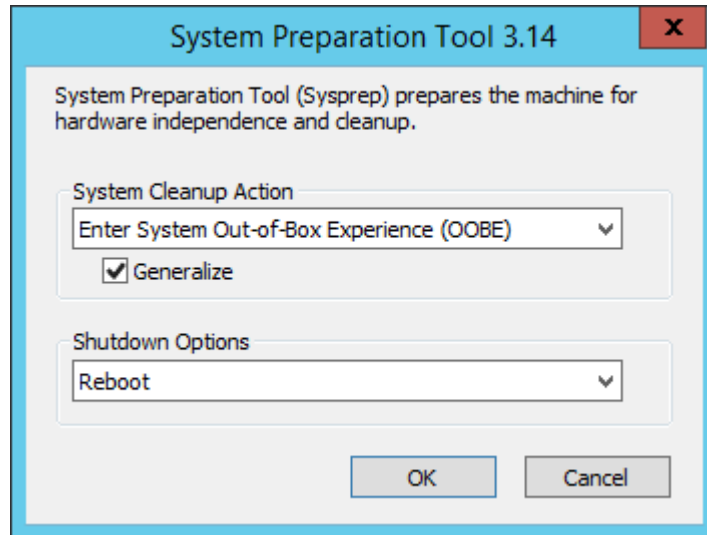 System Preparation Tool 3.14
x
System Preparation Tool (Sysprep) prepares the machine for
hardware independence and cleanup.
System Cleanup Action
Enter System Out-of-Box Experience (OOBE)
Generalize
Shutdown Options
Reboot
OK
Cancel